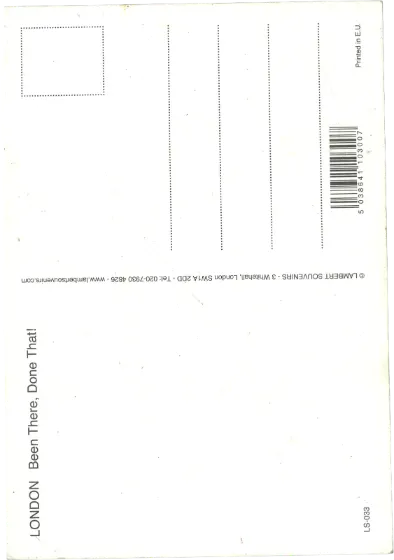 LONDON Been There, Done That!
© LAMBERT SOUVENIRS - 3 Whitehall, London SW1A 2DD - Tel: 020-7930 4826 - www.lambertsouvenirs.com
LS-033
5 038641 103007
Printed in E.U.